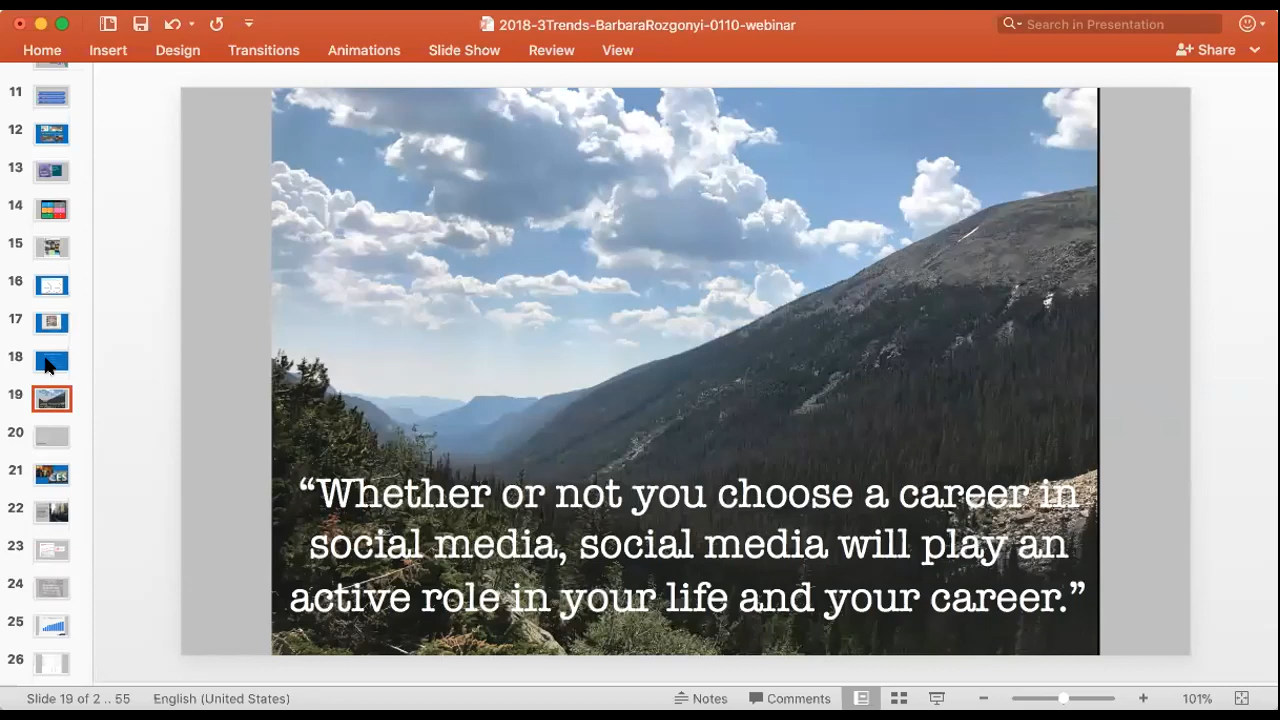 2018-3Trends-BarbaraRozgonyi-0110-webinar
Search in Presentation
Home Insert Design Transitions Animations Slide Show Review View Share
11
12
13
14
15
16
17
18
19
20
21
CES
22
23
24
25
26
“Whether or not you choose a career in
social media, social media will play an
active role in your life and your career.”
Slide 19 of 2 .. 55 English (United States) Notes Comments 101%